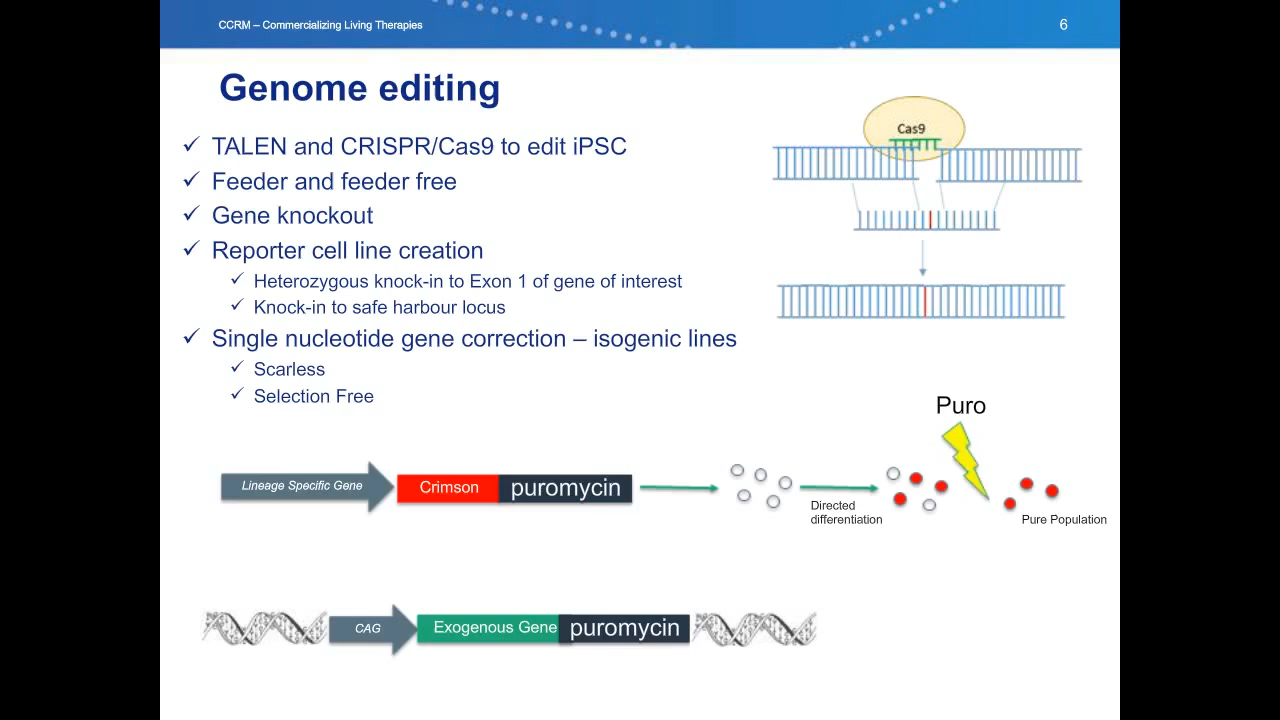 CCRM – Commercializing Living Therapies
6
Genome editing
✓ TALEN and CRISPR/Cas9 to edit iPSC
✓ Feeder and feeder free
✓ Gene knockout
✓ Reporter cell line creation
✓ Heterozygous knock-in to Exon 1 of gene of interest
✓ Knock-in to safe harbour locus
✓ Single nucleotide gene correction – isogenic lines
✓ Scarless
✓ Selection Free
Cas9
Puro
Lineage Specific Gene
Crimson
puromycin
Directed
differentiation
Pure Population
CAG
Exogenous Gene
puromycin